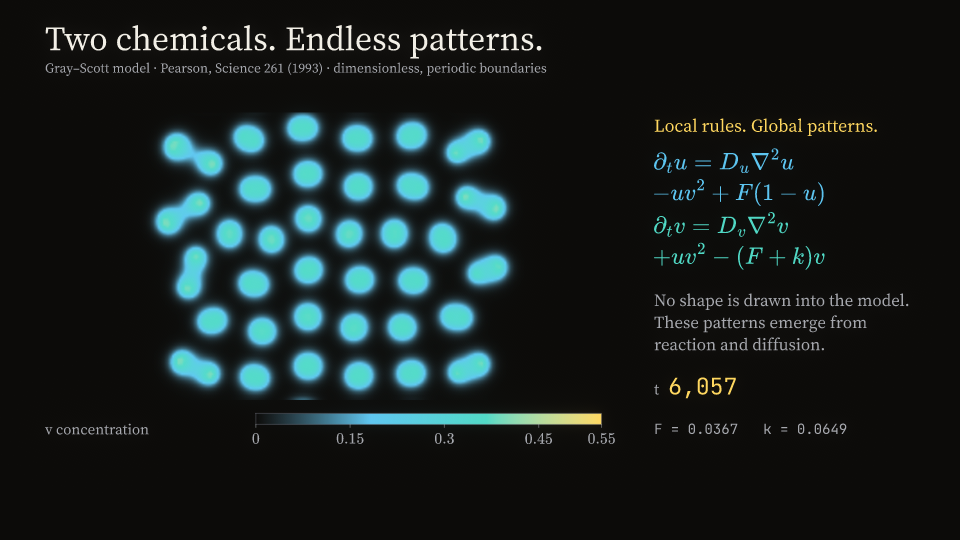 Two chemicals. Endless patterns.
Gray–Scott model · Pearson, Science 261 (1993) · dimensionless, periodic boundaries
Local rules. Global patterns.
∂ₜu = Dᵤ∇²u
−uv² + F(1 − u)
∂ₜv = Dᵥ∇²v
+uv² − (F + k)v
No shape is drawn into the model.
These patterns emerge from
reaction and diffusion.
t 6,057
v concentration
0 0.15 0.3 0.45 0.55
F = 0.0367 k = 0.0649